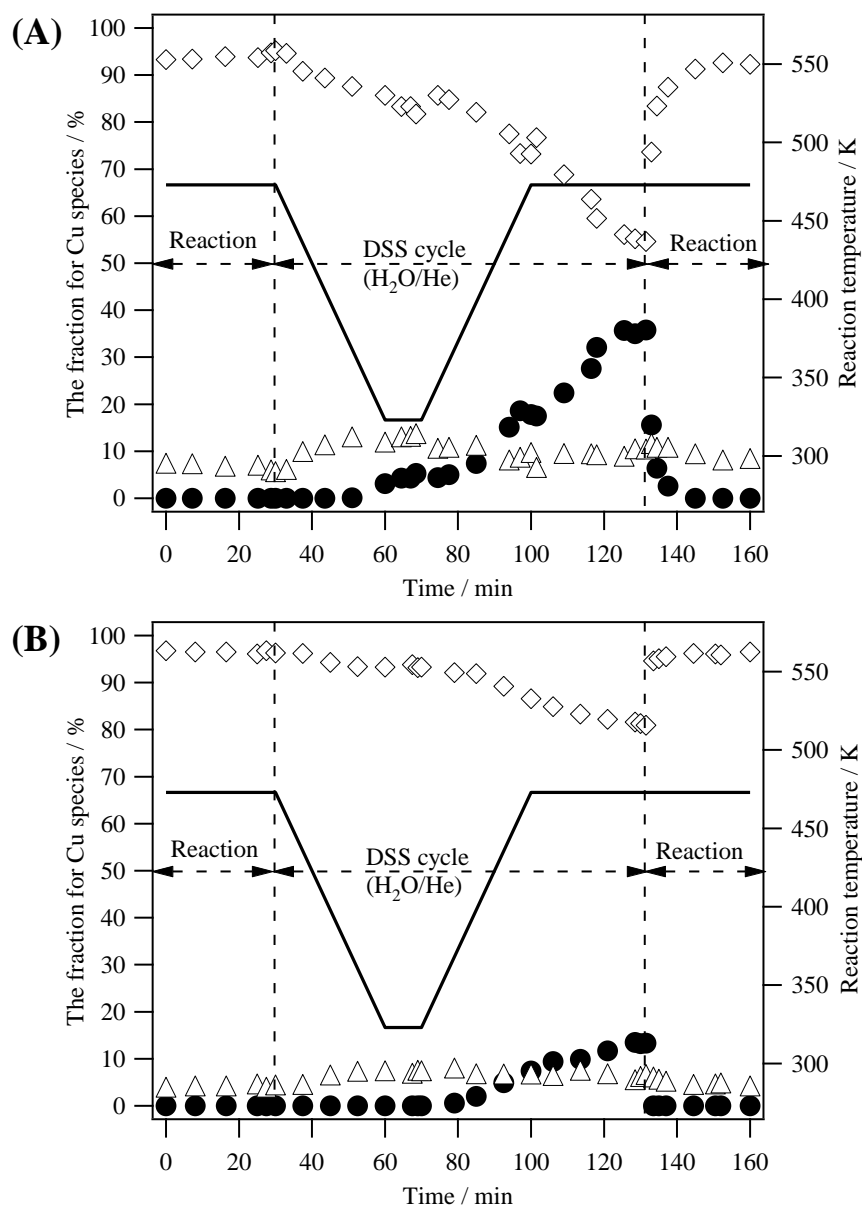 (A)
The fraction for Cu species / %
100
90
80
70
60
50
40
30
20
10
0
Reaction
DSS cycle
(H₂O/He)
Reaction
550
500
450
400
350
300
Reaction temperature / K
0 20 40 60 80 100 120 140 160
Time / min
(B)
The fraction for Cu species / %
100
90
80
70
60
50
40
30
20
10
0
Reaction
DSS cycle
(H₂O/He)
Reaction
550
500
450
400
350
300
Reaction temperature / K
0 20 40 60 80 100 120 140 160
Time / min